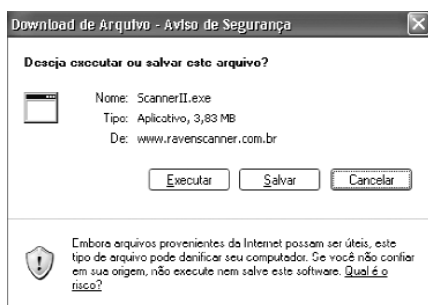 Download de Arquivo - Aviso de Segurança
Deseja executar ou salvar este arquivo?
Nome: ScannerII.exe
Tipo: Aplicativo, 3,83 MB
De: www.ravenscanner.com.br
Executar Salvar Cancelar
Embora arquivos provenientes da Internet possam ser úteis, este
tipo de arquivo pode danificar seu computador. Se você não confiar
em sua origem, não execute nem salve este software. Qual é o
risco?